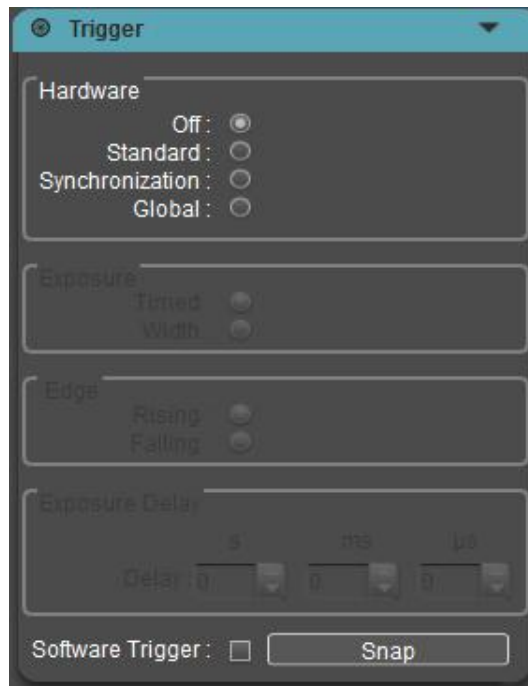 Trigger
Hardware
Off :
Standard :
Synchronization :
Global :
Exposure
Timed
Width
Edge
Rising
Falling
Exposure Delay
s ms µs
Delay : 0 0 0
Software Trigger : Snap